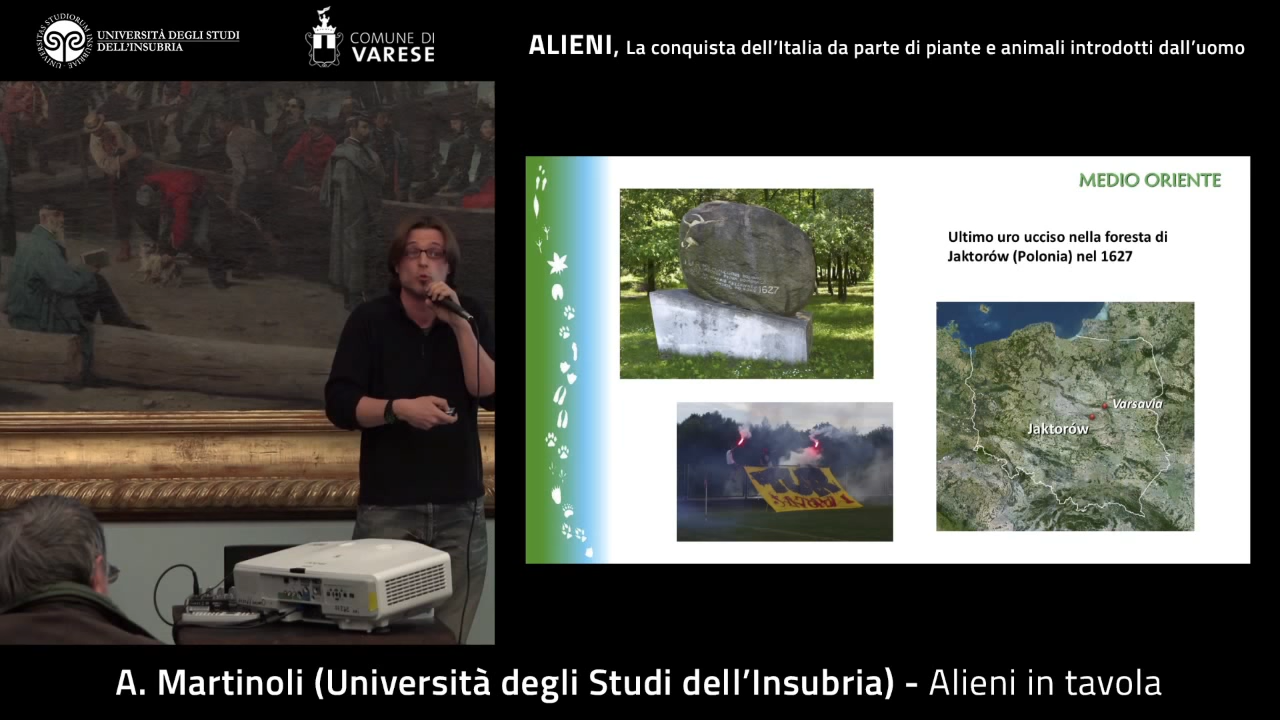 UNIVERSITÀ DEGLI STUDI
DELL'INSUBRIA
COMUNE DI
VARESE
ALIENI, La conquista dell'Italia da parte di piante e animali introdotti dall'uomo
MEDIO ORIENTE
Ultimo uro ucciso nella foresta di
Jaktorów (Polonia) nel 1627
1627
TUR
Varsavia
Jaktorów
A. Martinoli (Università degli Studi dell'Insubria) - Alieni in tavola